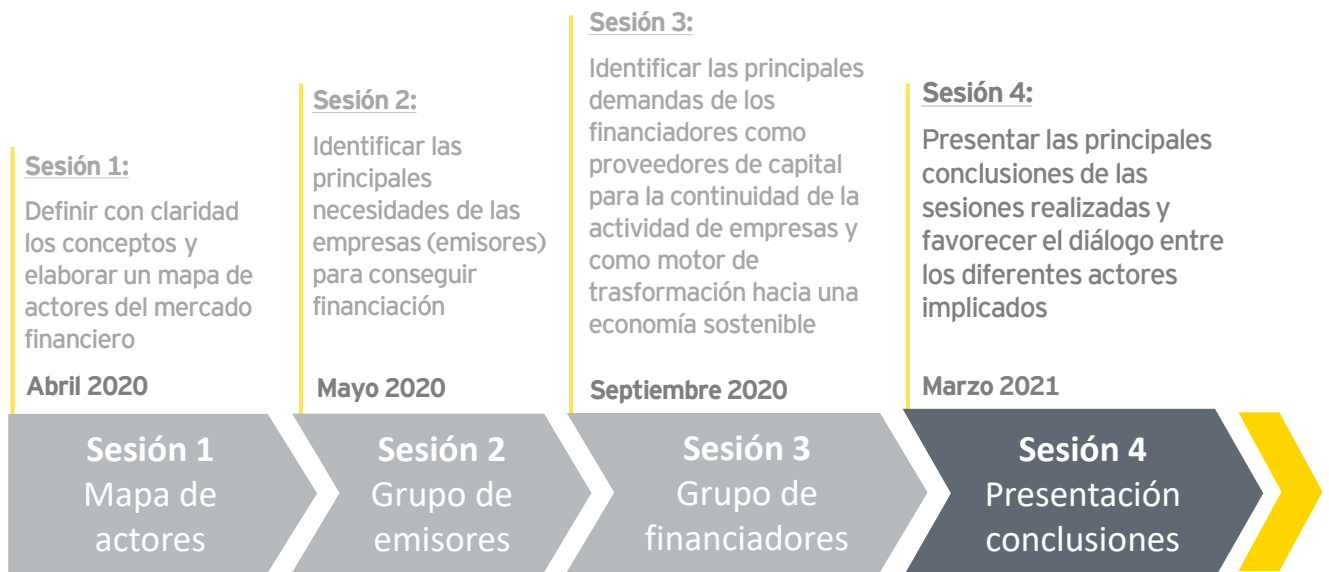 Sesión 1:
Definir con claridad
los conceptos y
elaborar un mapa de
actores del mercado
financiero
Abril 2020
Sesión 2:
Identificar las
principales
necesidades de las
empresas (emisores)
para conseguir
financiación
Mayo 2020
Sesión 3:
Identificar las principales
demandas de los
financiadores como
proveedores de capital
para la continuidad de la
actividad de empresas y
como motor de
trasformación hacia una
economía sostenible
Septiembre 2020
Sesión 4:
Presentar las principales
conclusiones de las
sesiones realizadas y
favorecer el diálogo entre
los diferentes actores
implicados
Marzo 2021
Sesión 1
Mapa de
actores
Sesión 2
Grupo de
emisores
Sesión 3
Grupo de
financiadores
Sesión 4
Presentación
conclusiones